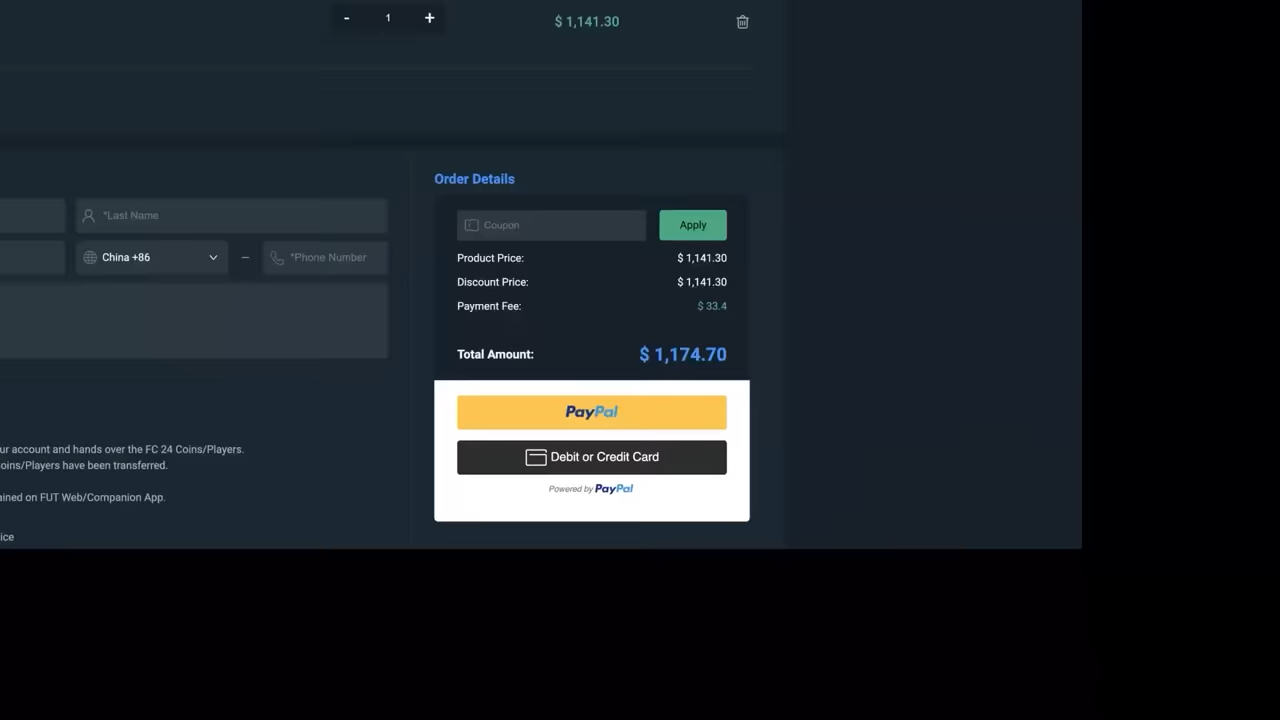 - 1 + $ 1,141.30
Order Details
*Last Name
Coupon Apply
China +86 – *Phone Number
Product Price: $ 1,141.30
Discount Price: $ 1,141.30
Payment Fee: $ 33.4
Total Amount: $ 1,174.70
PayPal
ur account and hands over the FC 24 Coins/Players.
oins/Players have been transferred.
ained on FUT Web/Companion App.
ice
Debit or Credit Card
Powered by PayPal